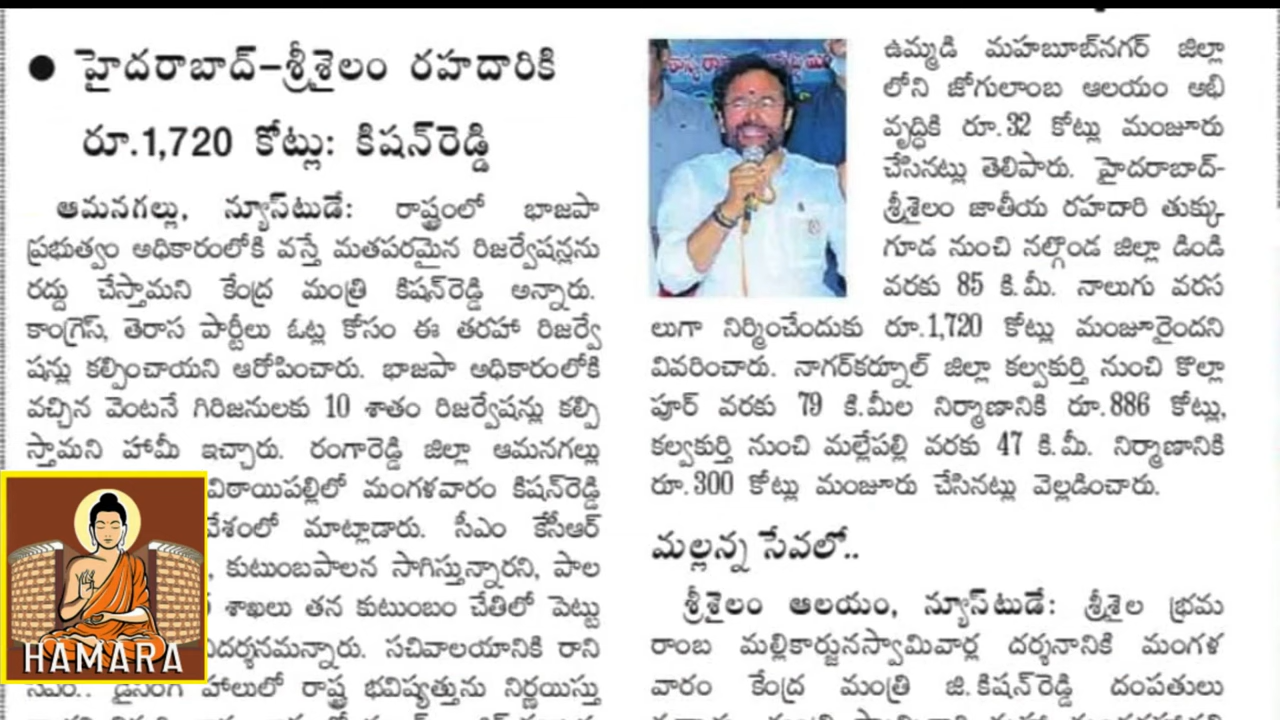 ● హైదరాబాద్-శ్రీశైలం రహదారికి
రూ.1,720 కోట్లు: కిషన్‌రెడ్డి
ఆమనగల్లు, న్యూస్‌టుడే: రాష్ట్రంలో భాజపా
ప్రభుత్వం అధికారంలోకి వస్తే మతపరమైన రిజర్వేషన్లను
రద్దు చేస్తామని కేంద్ర మంత్రి కిషన్‌రెడ్డి అన్నారు.
కాంగ్రెస్, తెరాస పార్టీలు ఓట్ల కోసం ఈ తరహా రిజర్వే
షన్లు కల్పించాయని ఆరోపించారు. భాజపా అధికారంలోకి
వచ్చిన వెంటనే గిరిజనులకు 10 శాతం రిజర్వేషన్లు కల్పి
స్తామని హామీ ఇచ్చారు. రంగారెడ్డి జిల్లా ఆమనగల్లు
విఠాయిపల్లిలో మంగళవారం కిషన్‌రెడ్డి
వేశంలో మాట్లాడారు. సీఎం కేసీఆర్
, కుటుంబపాలన సాగిస్తున్నారని, పాల
శాఖలు తన కుటుంబం చేతిలో పెట్టు
నిదర్శనమన్నారు. సచివాలయానికి రాని
సీఎం.. డైనింగ్ హాలులో రాష్ట్ర భవిష్యత్తును నిర్ణయిస్తు
HAMARA
ఉమ్మడి మహబూబ్‌నగర్ జిల్లా
లోని జోగులాంబ ఆలయం అభి
వృద్ధికి రూ.32 కోట్లు మంజూరు
చేసినట్లు తెలిపారు. హైదరాబాద్-
శ్రీశైలం జాతీయ రహదారి తుక్కు
గూడ నుంచి నల్గొండ జిల్లా డిండి
వరకు 85 కి.మీ. నాలుగు వరస
లుగా నిర్మించేందుకు రూ.1,720 కోట్లు మంజూరైందని
వివరించారు. నాగర్‌కర్నూల్ జిల్లా కల్వకుర్తి నుంచి కొల్లా
పూర్ వరకు 79 కి.మీల నిర్మాణానికి రూ.886 కోట్లు,
కల్వకుర్తి నుంచి మల్లేపల్లి వరకు 47 కి.మీ. నిర్మాణానికి
రూ.300 కోట్లు మంజూరు చేసినట్లు వెల్లడించారు.
మల్లన్న సేవలో..
శ్రీశైలం ఆలయం, న్యూస్‌టుడే: శ్రీశైల భ్రమ
రాంబ మల్లికార్జునస్వామివార్ల దర్శనానికి మంగళ
వారం కేంద్ర మంత్రి జి.కిషన్‌రెడ్డి దంపతులు